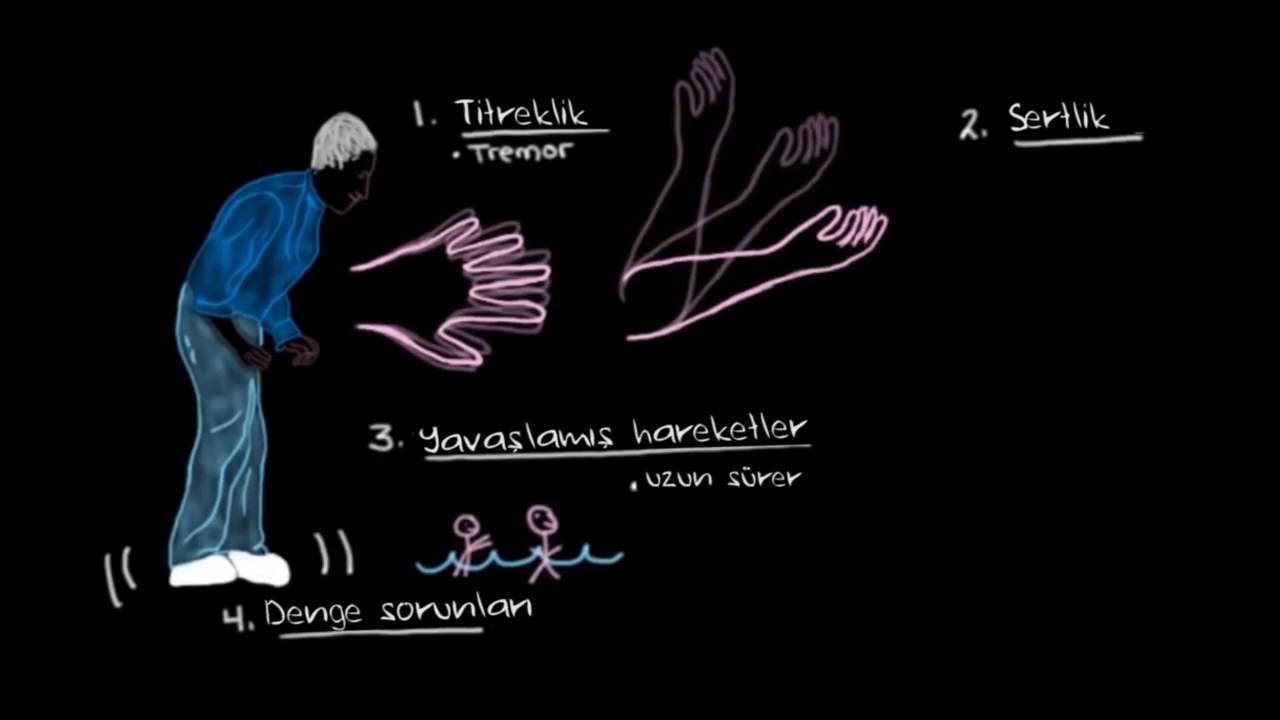 1. Titreklik
• Tremor
2. Sertlik
3. Yavaşlamış hareketler
• uzun sürer
4. Denge sorunları